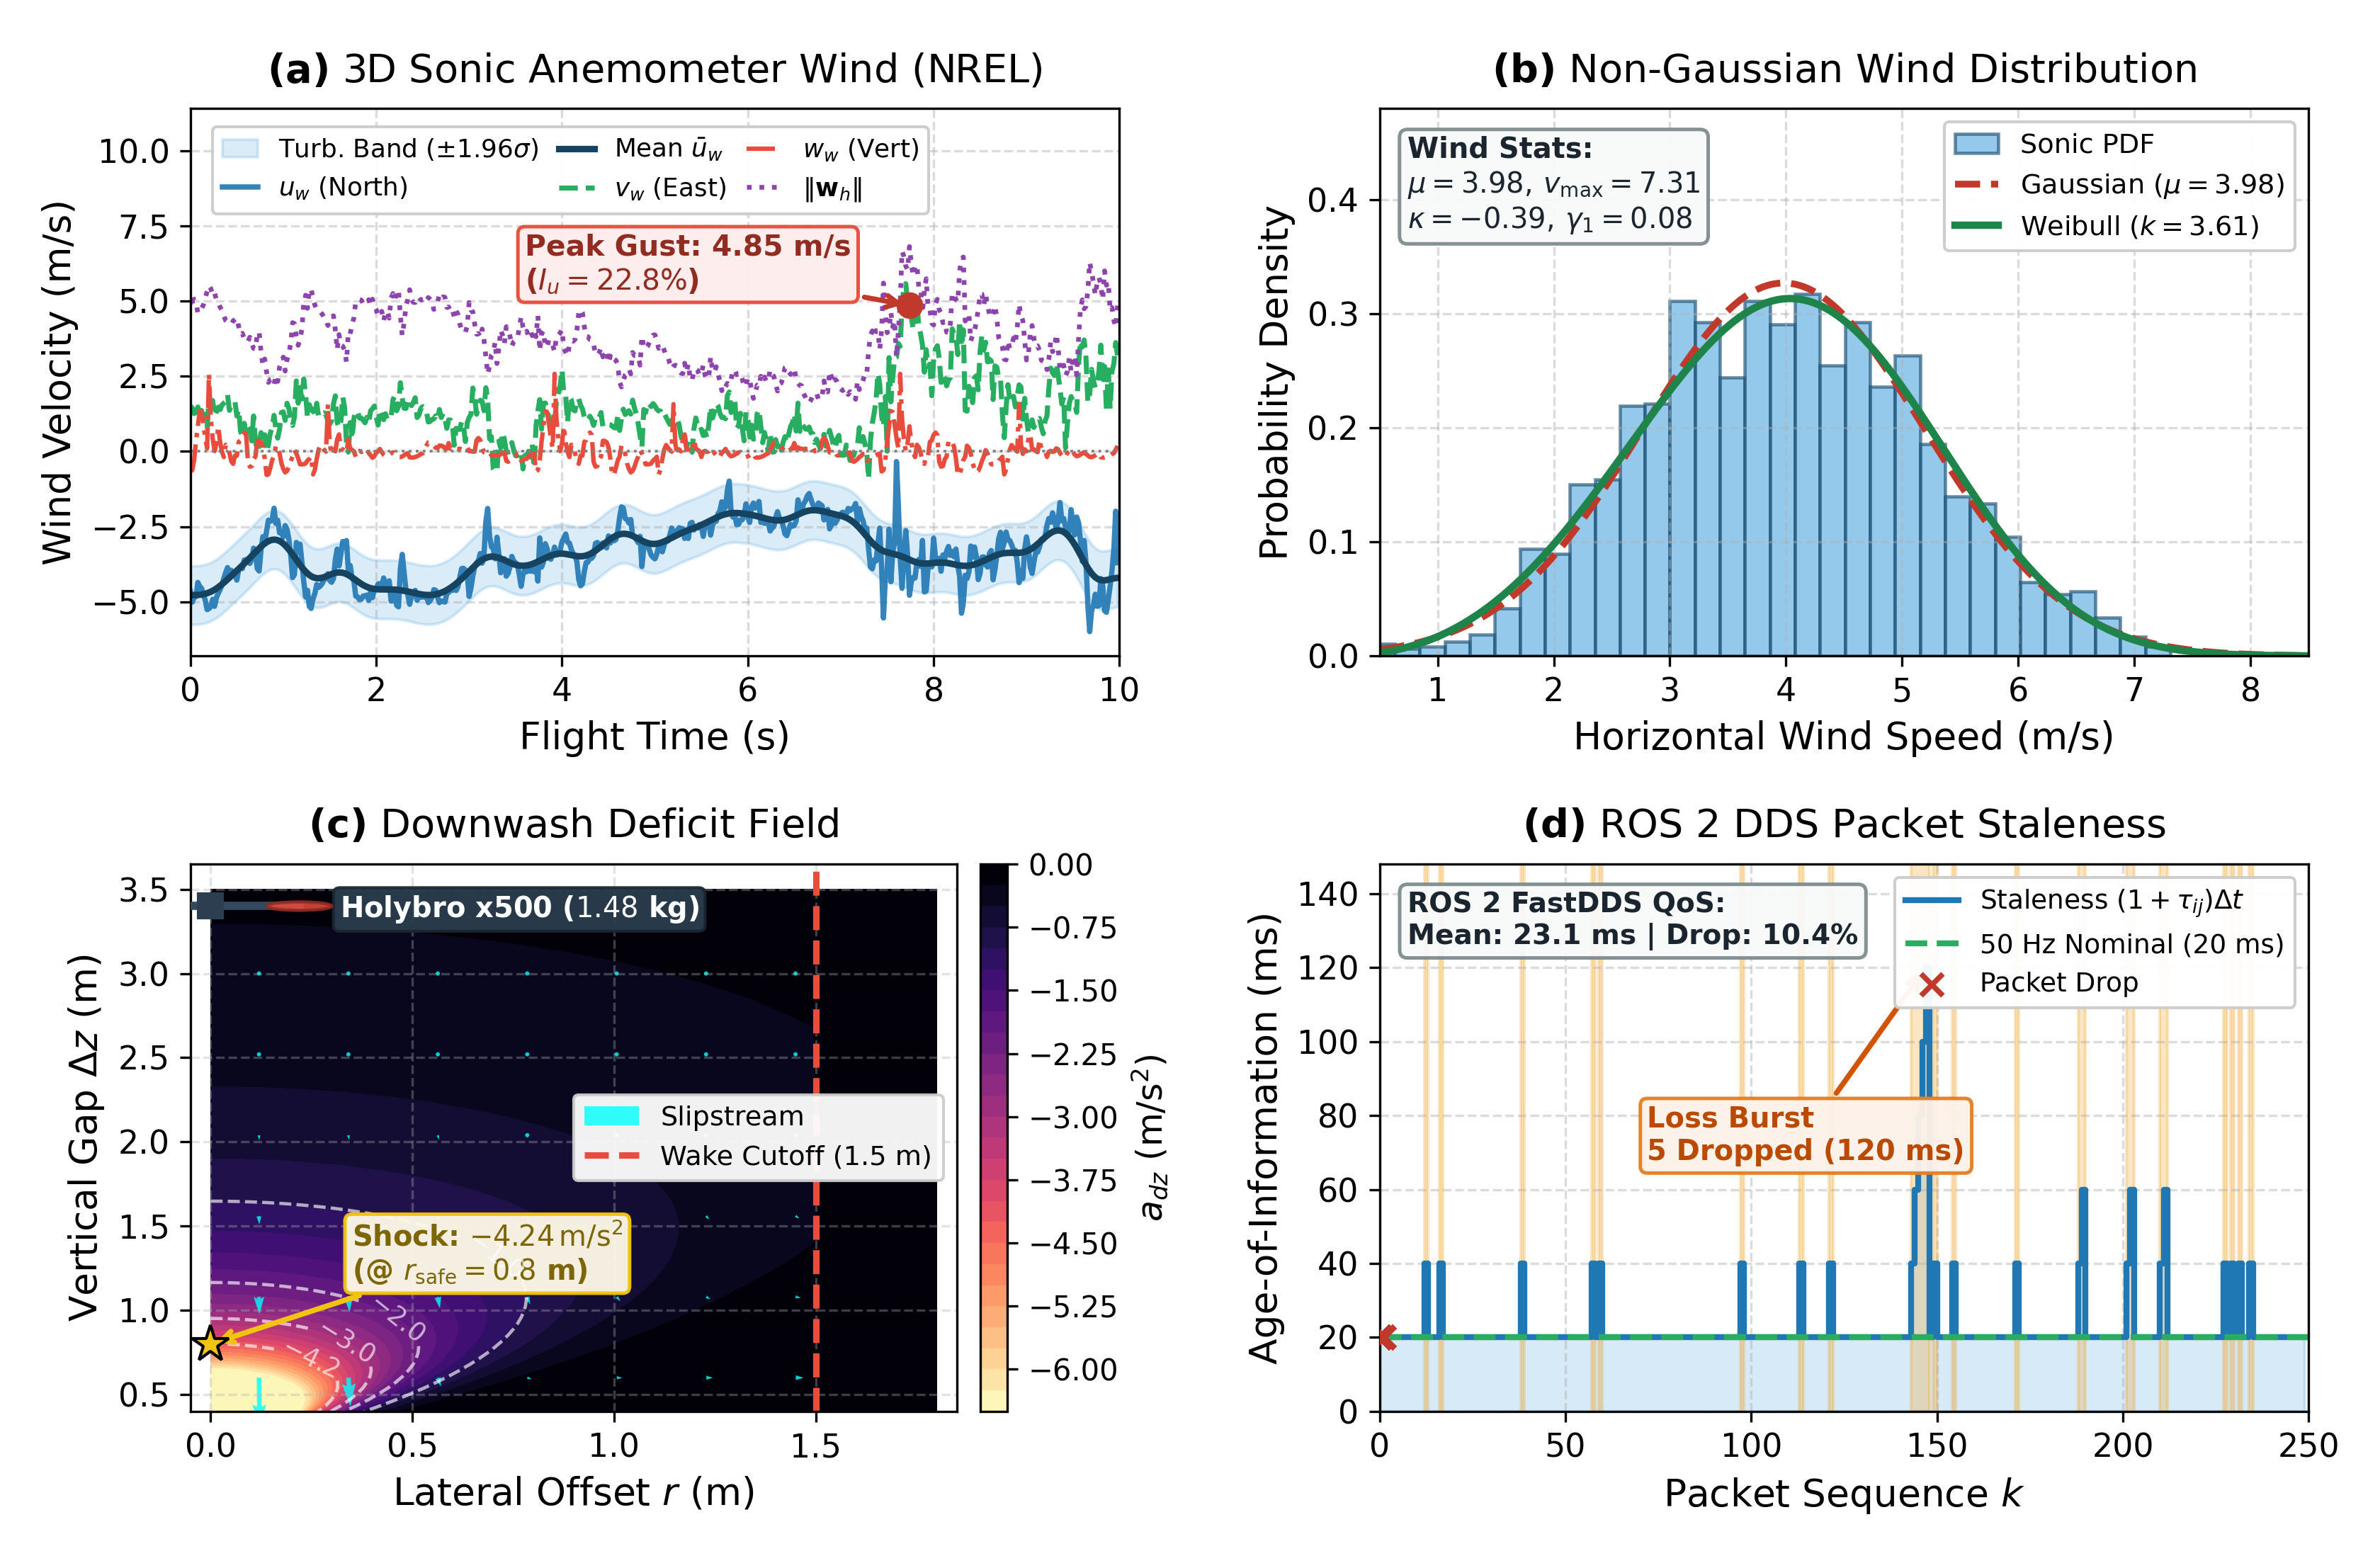 (a) 3D Sonic Anemometer Wind (NREL)
Wind Velocity (m/s)
10.0
7.5
5.0
2.5
0.0
−2.5
−5.0
Turb. Band (±1.96σ)
u_w (North)
Mean ū_w
v_w (East)
w_w (Vert)
‖w_h‖
Peak Gust: 4.85 m/s
(I_u = 22.8%)
0 2 4 6 8 10
Flight Time (s)
(b) Non-Gaussian Wind Distribution
Probability Density
0.4
0.3
0.2
0.1
0.0
Wind Stats:
μ = 3.98, v_max = 7.31
κ = −0.39, γ₁ = 0.08
Sonic PDF
Gaussian (μ = 3.98)
Weibull (k = 3.61)
1 2 3 4 5 6 7 8
Horizontal Wind Speed (m/s)
(c) Downwash Deficit Field
Vertical Gap Δz (m)
3.5
3.0
2.5
2.0
1.5
1.0
0.5
Holybro x500 (1.48 kg)
Slipstream
Wake Cutoff (1.5 m)
Shock: −4.24 m/s²
(@ r_safe = 0.8 m)
−2.0
−3.0
−4.2
0.0 0.5 1.0 1.5
Lateral Offset r (m)
0.00
−0.75
−1.50
−2.25
−3.00
−3.75
−4.50
−5.25
−6.00
a_dz (m/s²)
(d) ROS 2 DDS Packet Staleness
Age-of-Information (ms)
140
120
100
80
60
40
20
0
ROS 2 FastDDS QoS:
Mean: 23.1 ms | Drop: 10.4%
Staleness (1 + τ_ij)Δt
50 Hz Nominal (20 ms)
Packet Drop
Loss Burst
5 Dropped (120 ms)
0 50 100 150 200 250
Packet Sequence k